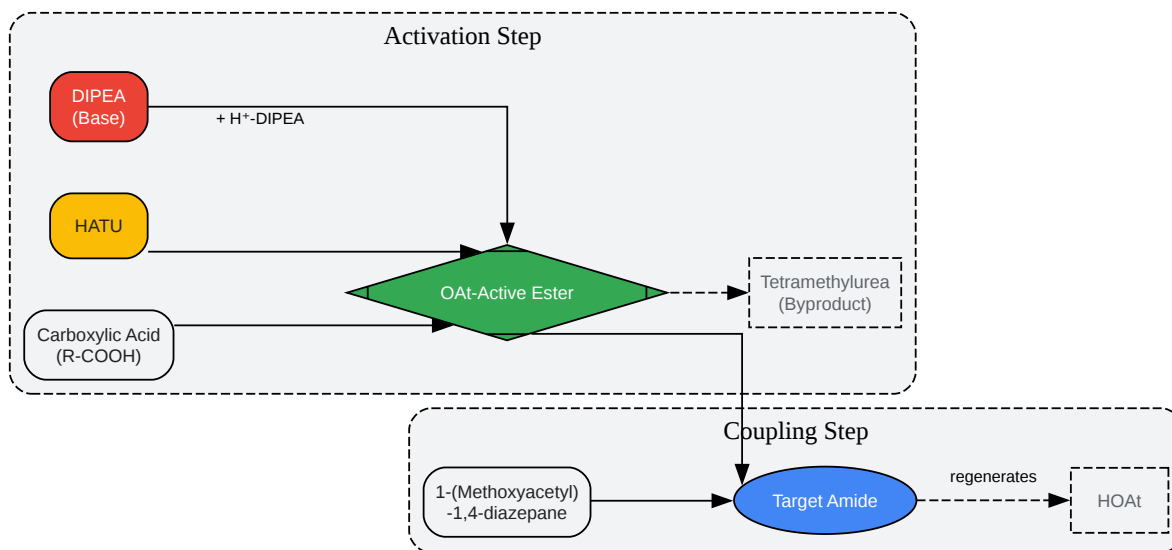 Activation Step
DIPEA
(Base)
+ H⁺-DIPEA
HATU
OAt-Active Ester
Tetramethylurea
(Byproduct)
Carboxylic Acid
(R-COOH)
Coupling Step
1-(Methoxyacetyl)
-1,4-diazepane
Target Amide
regenerates
HOAt